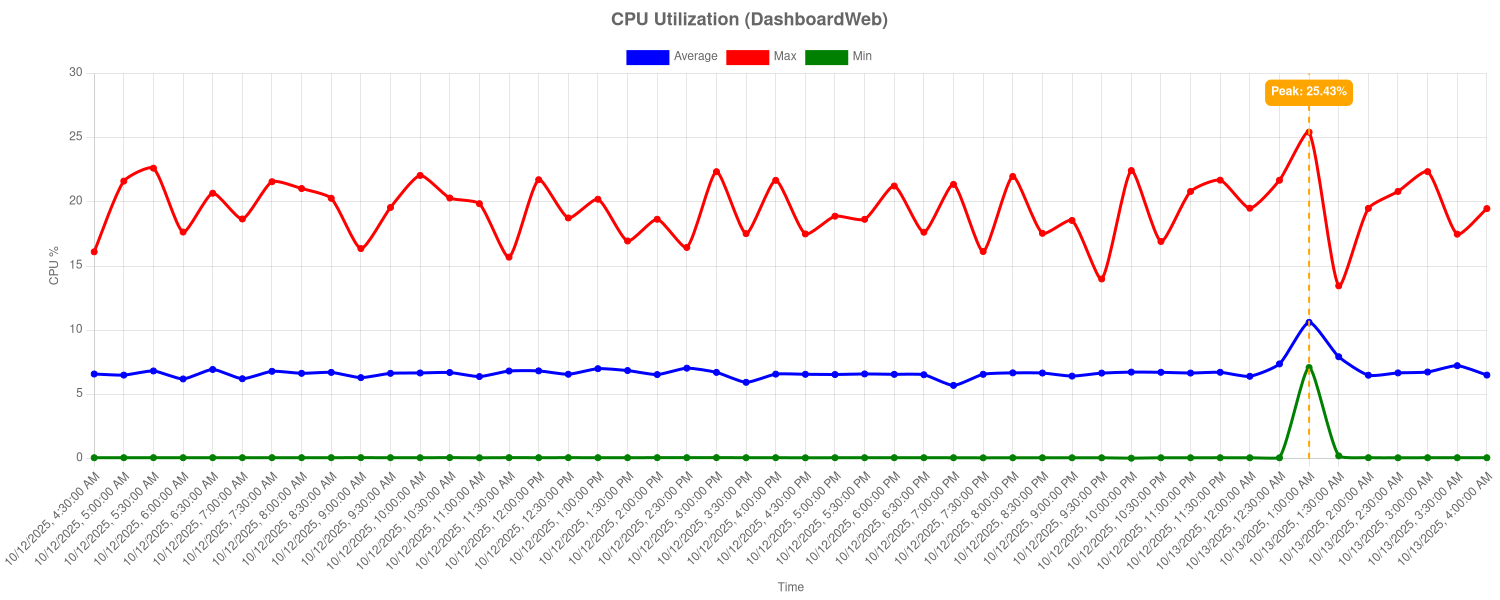 CPU Utilization (DashboardWeb)
Average Max Min
Peak: 25.43%
30
25
20
15
10
5
0
CPU %
10/12/2025, 4:30:00 AM
10/12/2025, 5:00:00 AM
10/12/2025, 5:30:00 AM
10/12/2025, 6:00:00 AM
10/12/2025, 6:30:00 AM
10/12/2025, 7:00:00 AM
10/12/2025, 7:30:00 AM
10/12/2025, 8:00:00 AM
10/12/2025, 8:30:00 AM
10/12/2025, 9:00:00 AM
10/12/2025, 9:30:00 AM
10/12/2025, 10:00:00 AM
10/12/2025, 10:30:00 AM
10/12/2025, 11:00:00 AM
10/12/2025, 11:30:00 AM
10/12/2025, 12:00:00 PM
10/12/2025, 12:30:00 PM
10/12/2025, 1:00:00 PM
10/12/2025, 1:30:00 PM
10/12/2025, 2:00:00 PM
10/12/2025, 2:30:00 PM
10/12/2025, 3:00:00 PM
10/12/2025, 3:30:00 PM
10/12/2025, 4:00:00 PM
10/12/2025, 4:30:00 PM
10/12/2025, 5:00:00 PM
10/12/2025, 5:30:00 PM
10/12/2025, 6:00:00 PM
10/12/2025, 6:30:00 PM
10/12/2025, 7:00:00 PM
10/12/2025, 7:30:00 PM
10/12/2025, 8:00:00 PM
10/12/2025, 8:30:00 PM
10/12/2025, 9:00:00 PM
10/12/2025, 9:30:00 PM
10/12/2025, 10:00:00 PM
10/12/2025, 10:30:00 PM
10/12/2025, 11:00:00 PM
10/12/2025, 11:30:00 PM
10/13/2025, 12:00:00 AM
10/13/2025, 12:30:00 AM
10/13/2025, 1:00:00 AM
10/13/2025, 1:30:00 AM
10/13/2025, 2:00:00 AM
10/13/2025, 2:30:00 AM
10/13/2025, 3:00:00 AM
10/13/2025, 3:30:00 AM
10/13/2025, 4:00:00 AM
Time